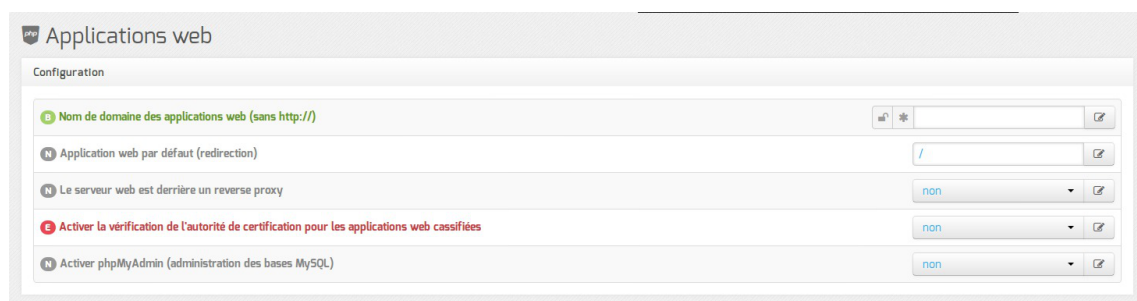 php Applications web
Configuration
B Nom de domaine des applications web (sans http://)
N Application web par défaut (redirection) /
N Le serveur web est derrière un reverse proxy non
E Activer la vérification de l'autorité de certification pour les applications web cassifiées non
N Activer phpMyAdmin (administration des bases MySQL) non